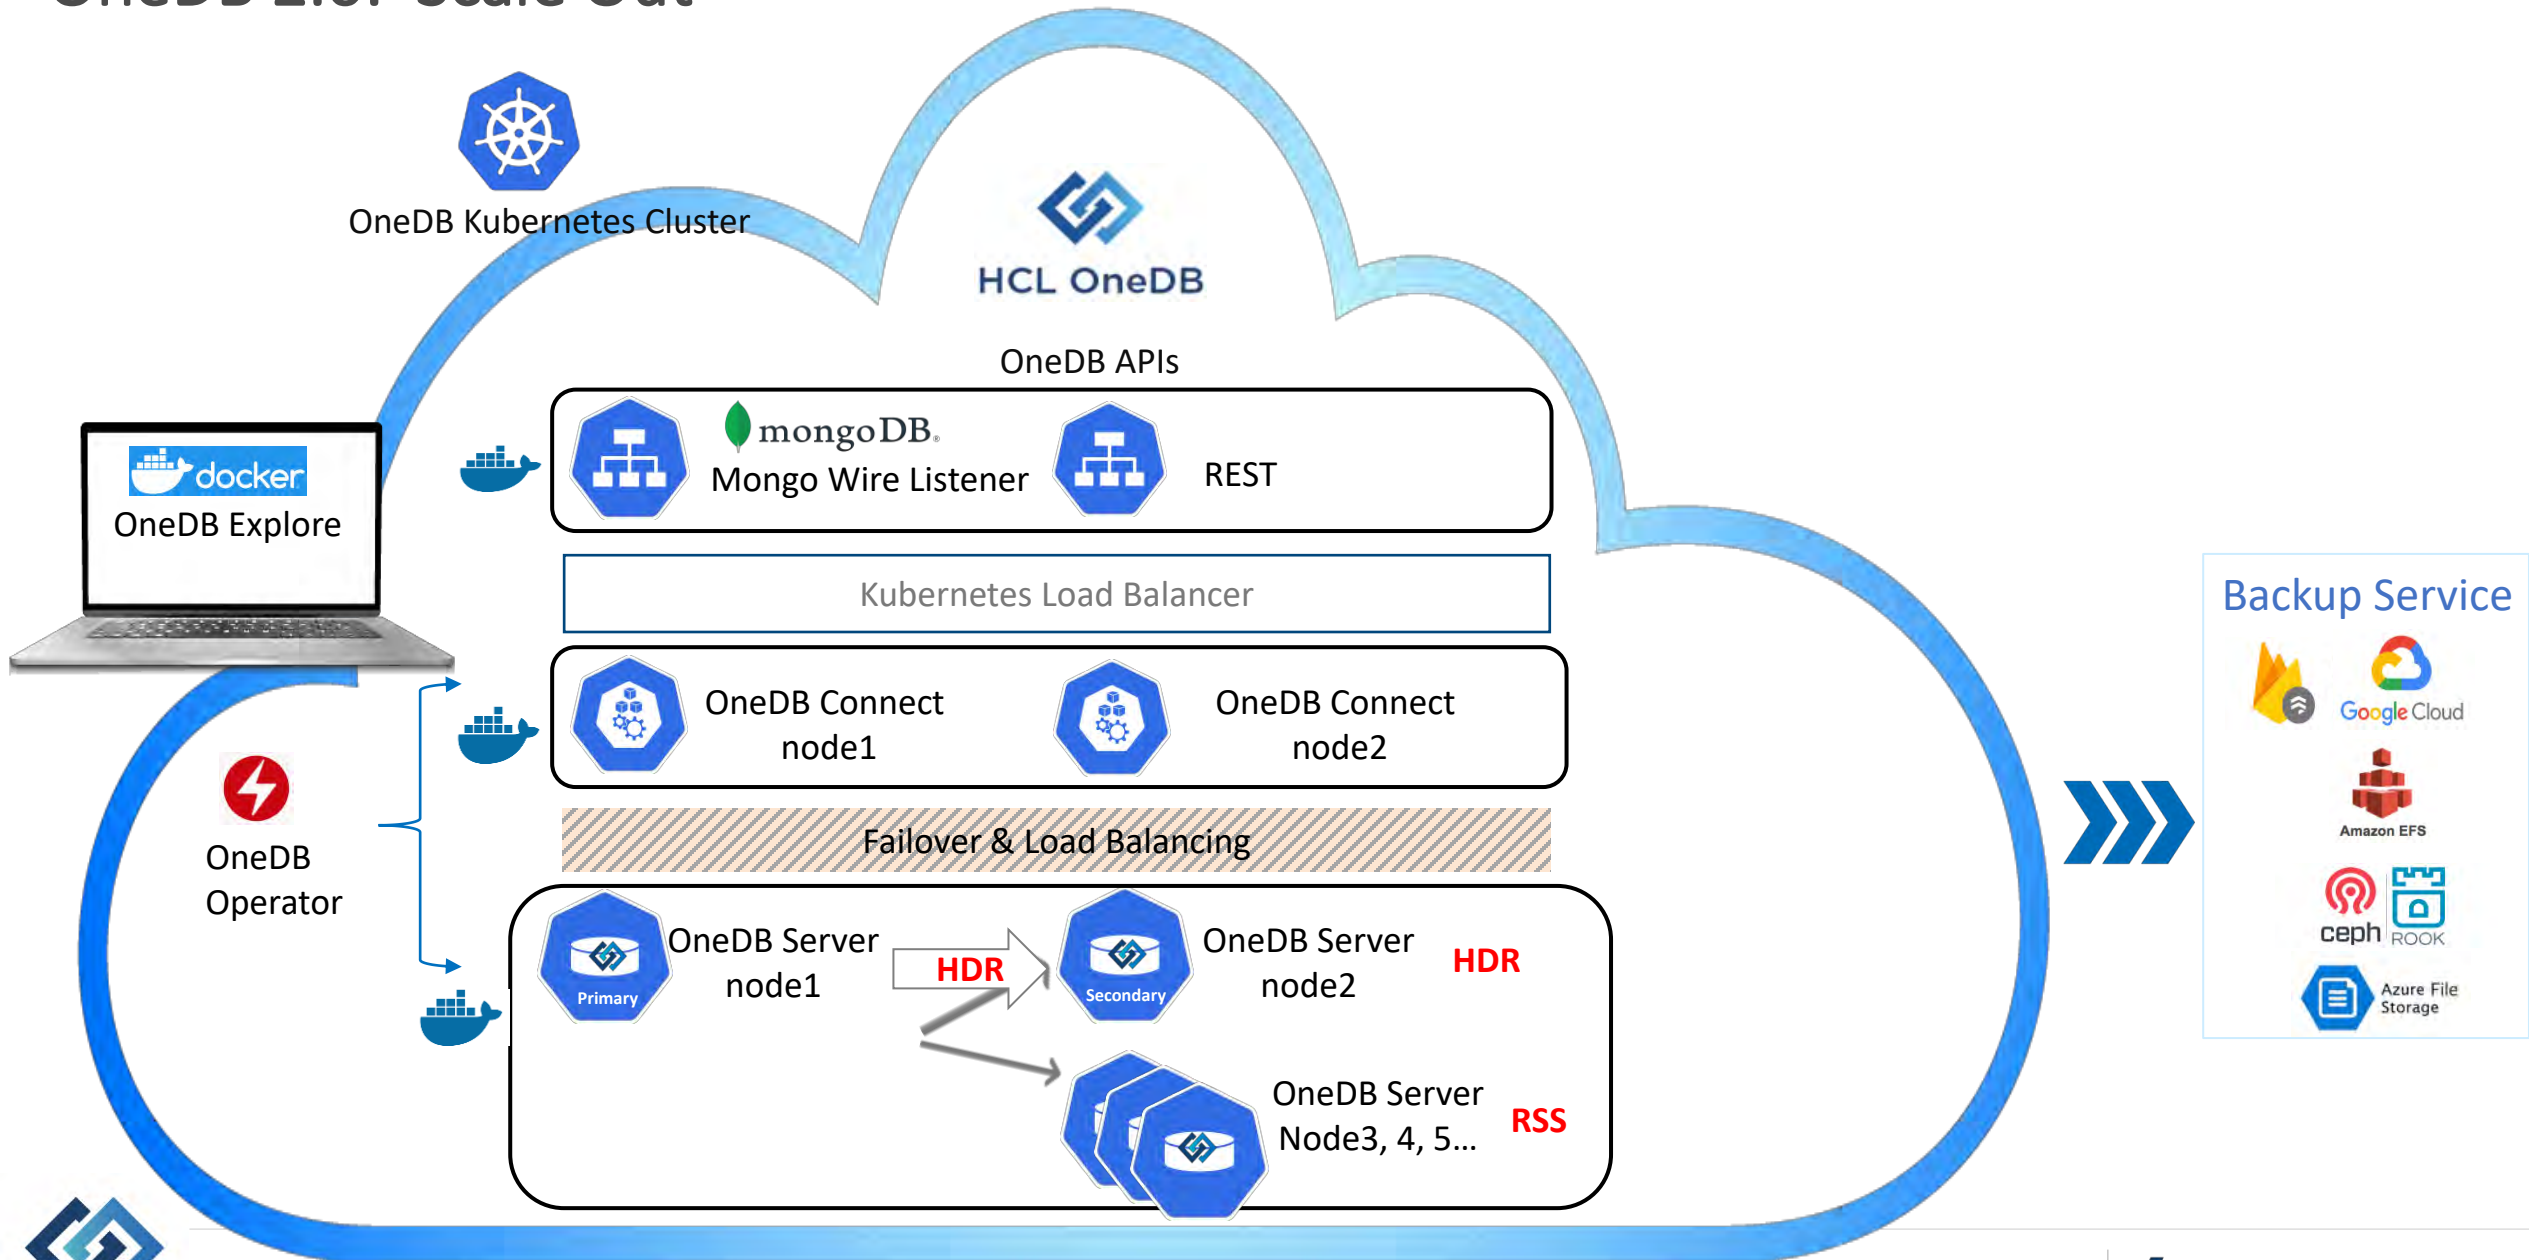 OneDB Kubernetes Cluster
HCL OneDB
OneDB APIs
mongoDB®
Mongo Wire Listener
REST
docker
OneDB Explore
Kubernetes Load Balancer
OneDB Connect
node1
OneDB Connect
node2
OneDB
Operator
Failover & Load Balancing
Primary
OneDB Server
node1
HDR
Secondary
OneDB Server
node2
HDR
OneDB Server
Node3, 4, 5...
RSS
Backup Service
Google Cloud
Amazon EFS
ceph
ROOK
Azure File
Storage